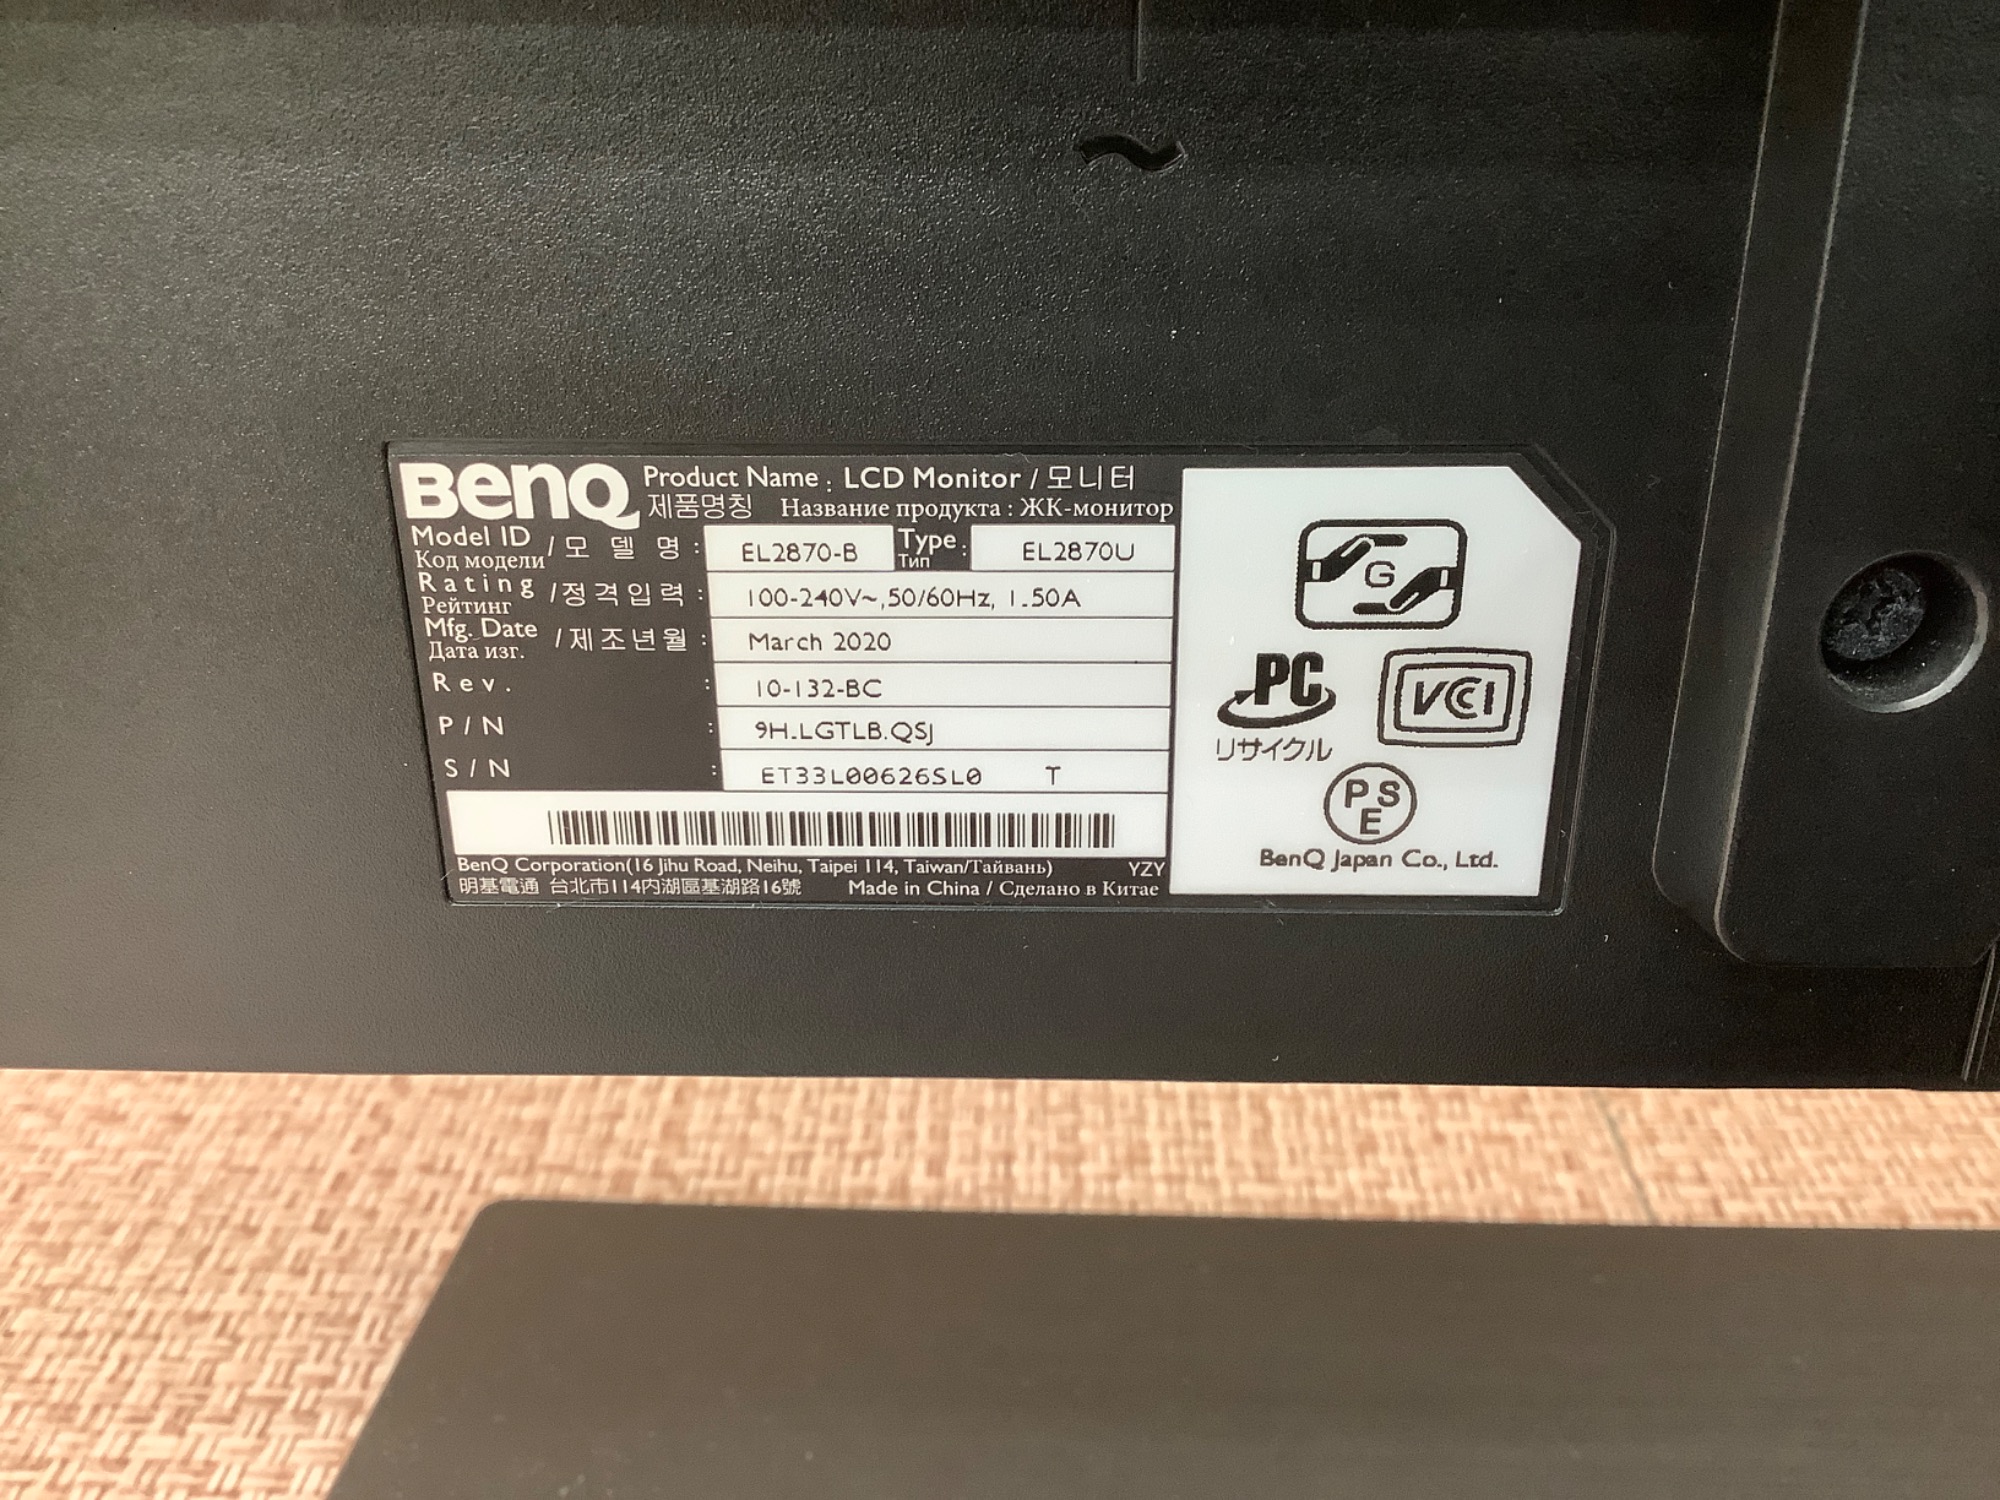 BenQ Product Name : LCD Monitor / 모니터
제품명칭 Название продукта : ЖК-монитор
Model ID / 모 델 명 : EL2870-B Type : EL2870U
Код модели Тип
Rating / 정격입력 : 100-240V~,50/60Hz, 1.50A
Рейтинг
Mfg. Date / 제조년월 : March 2020
Дата изг.
Rev. : 10-132-BC
P/N : 9H.LGTLB.QSJ
S/N : ET33L00626SL0 T
BenQ Corporation(16 Jihu Road, Neihu, Taipei 114, Taiwan/Тайвань) YZY
明基電通 台北市114內湖區基湖路16號 Made in China / Сделано в Китае
G
PC
リサイクル
VCCI
PSE
BenQ Japan Co., Ltd.